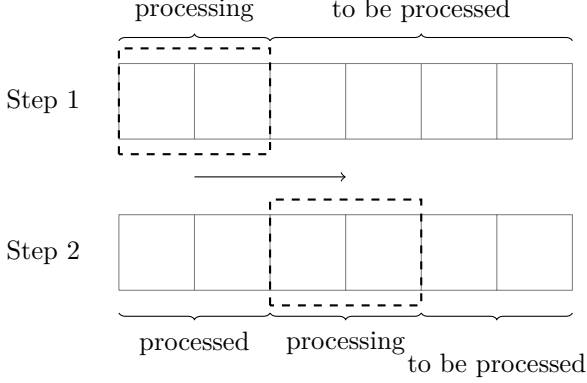 processing to be processed
Step 1
Step 2
processed processing
to be processed